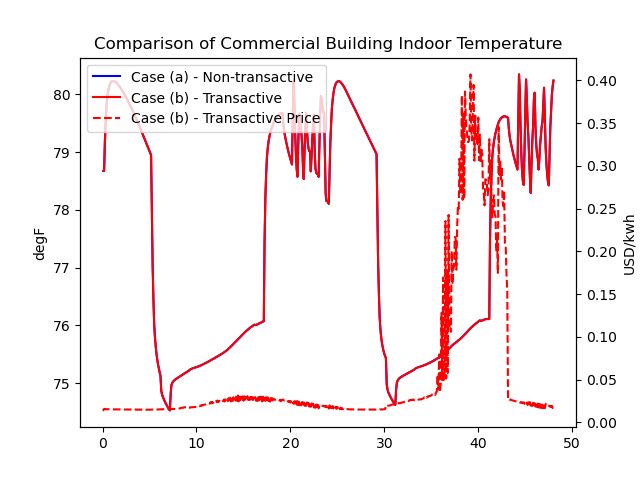 Comparison of Commercial Building Indoor Temperature
Case (a) - Non-transactive
Case (b) - Transactive
Case (b) - Transactive Price
degF
80
79
78
77
76
75
0 10 20 30 40 50
0.40
0.35
0.30
0.25
0.20
0.15
0.10
0.05
0.00
USD/kwh